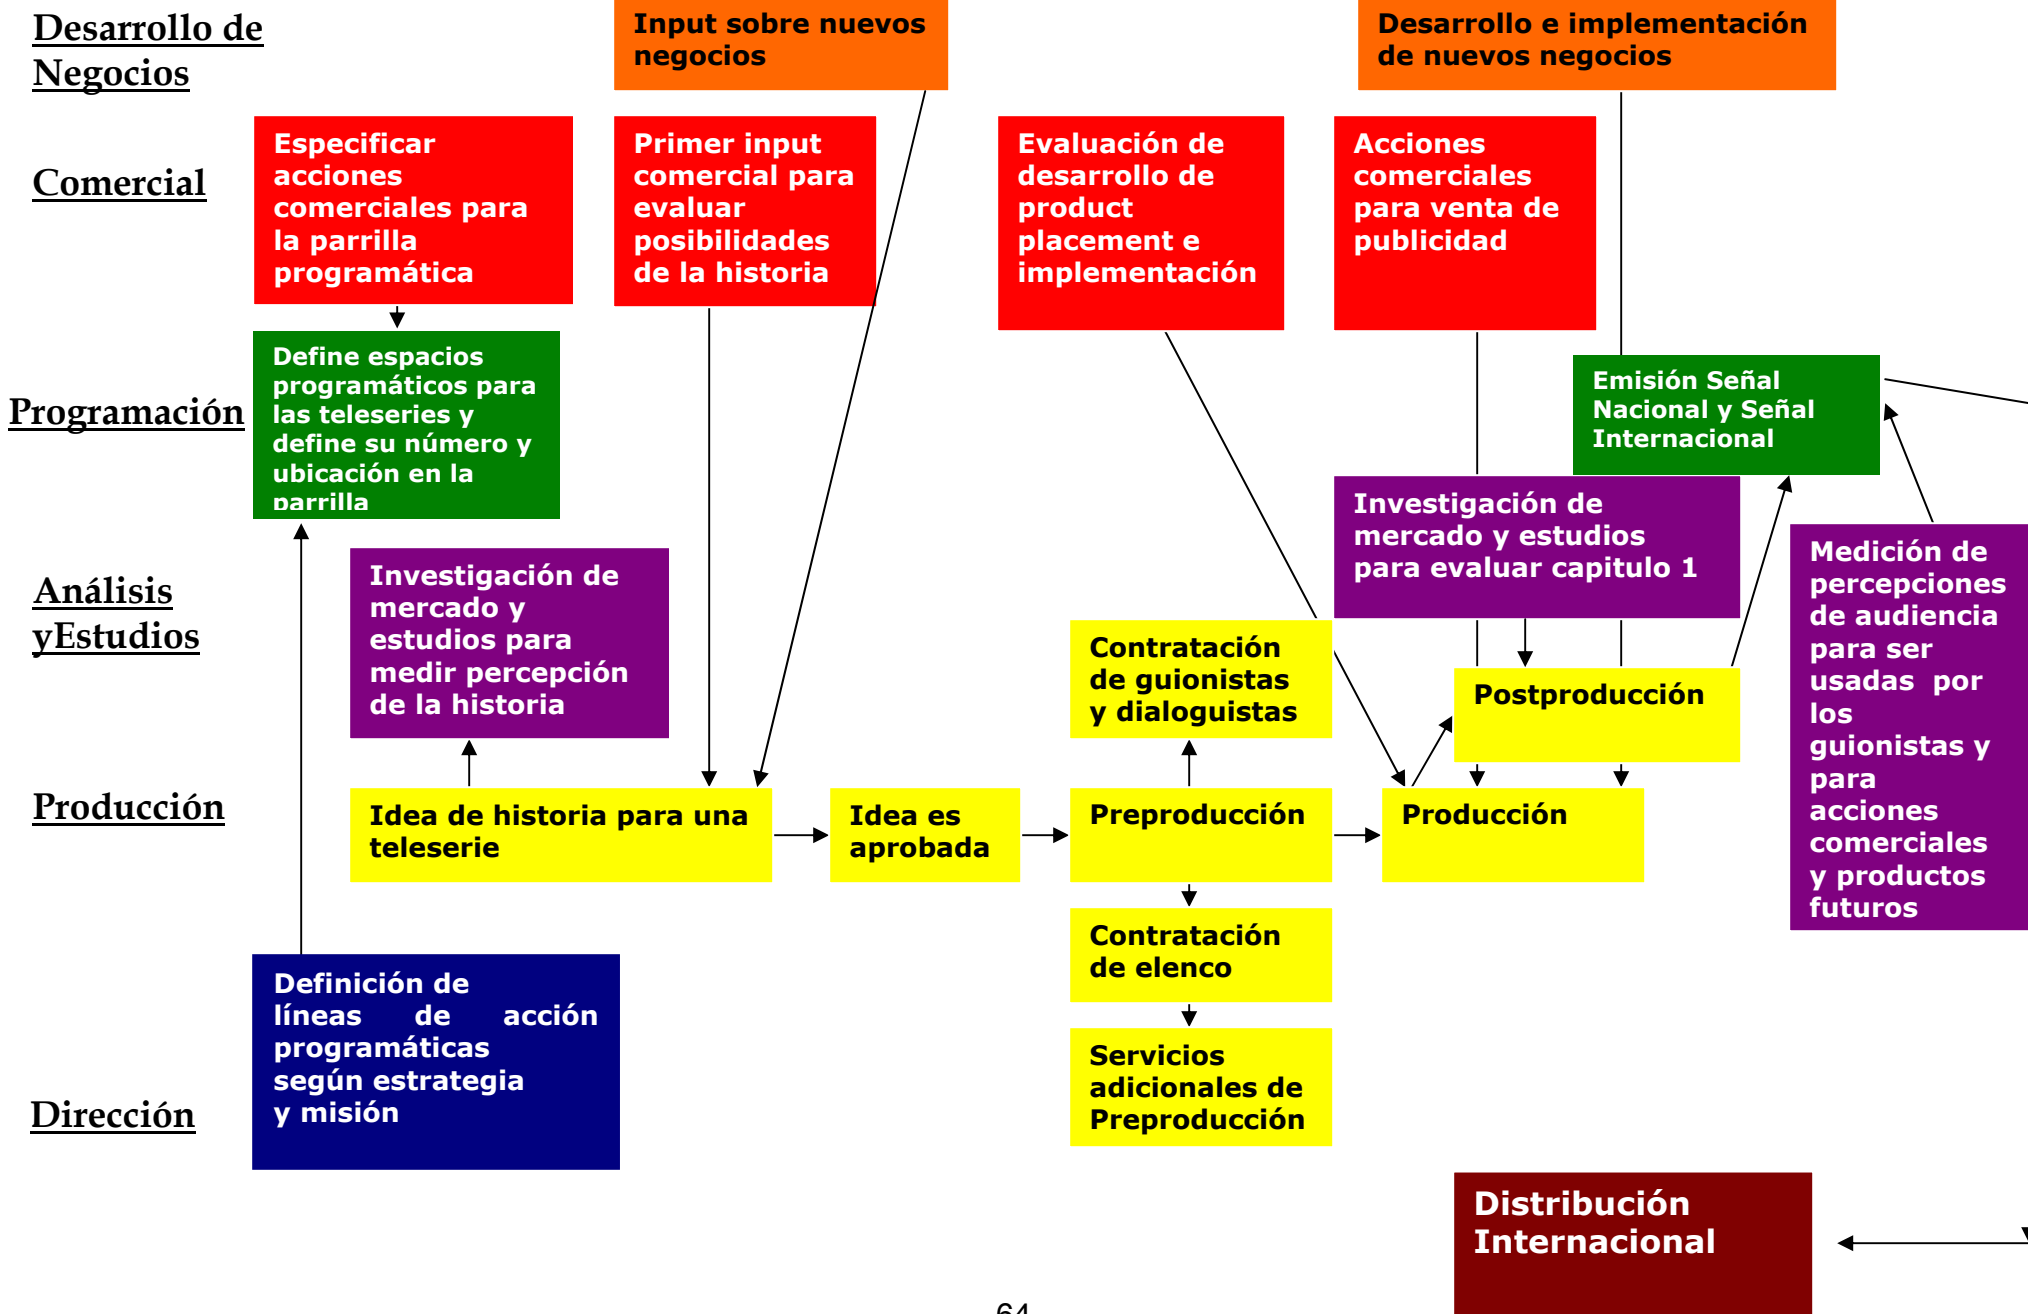 Desarrollo de
Negocios
Input sobre nuevos
negocios
Desarrollo e implementación
de nuevos negocios
Comercial
Especificar
acciones
comerciales para
la parrilla
programática
Primer input
comercial para
evaluar
posibilidades
de la historia
Evaluación de
desarrollo de
product
placement e
implementación
Acciones
comerciales
para venta de
publicidad
Programación
Define espacios
programáticos para
las teleseries y
define su número y
ubicación en la
parrilla
Emisión Señal
Nacional y Señal
Internacional
Análisis
yEstudios
Investigación de
mercado y
estudios para
medir percepción
de la historia
Investigación de
mercado y estudios
para evaluar capitulo 1
Medición de
percepciones
de audiencia
para ser
usadas por
los
guionistas y
para
acciones
comerciales
y productos
futuros
Contratación
de guionistas
y dialoguistas
Postproducción
Producción
Idea de historia para una
teleserie
Idea es
aprobada
Preproducción
Producción
Contratación
de elenco
Servicios
adicionales de
Preproducción
Dirección
Definición de
líneas de acción
programáticas
según estrategia
y misión
Distribución
Internacional
64